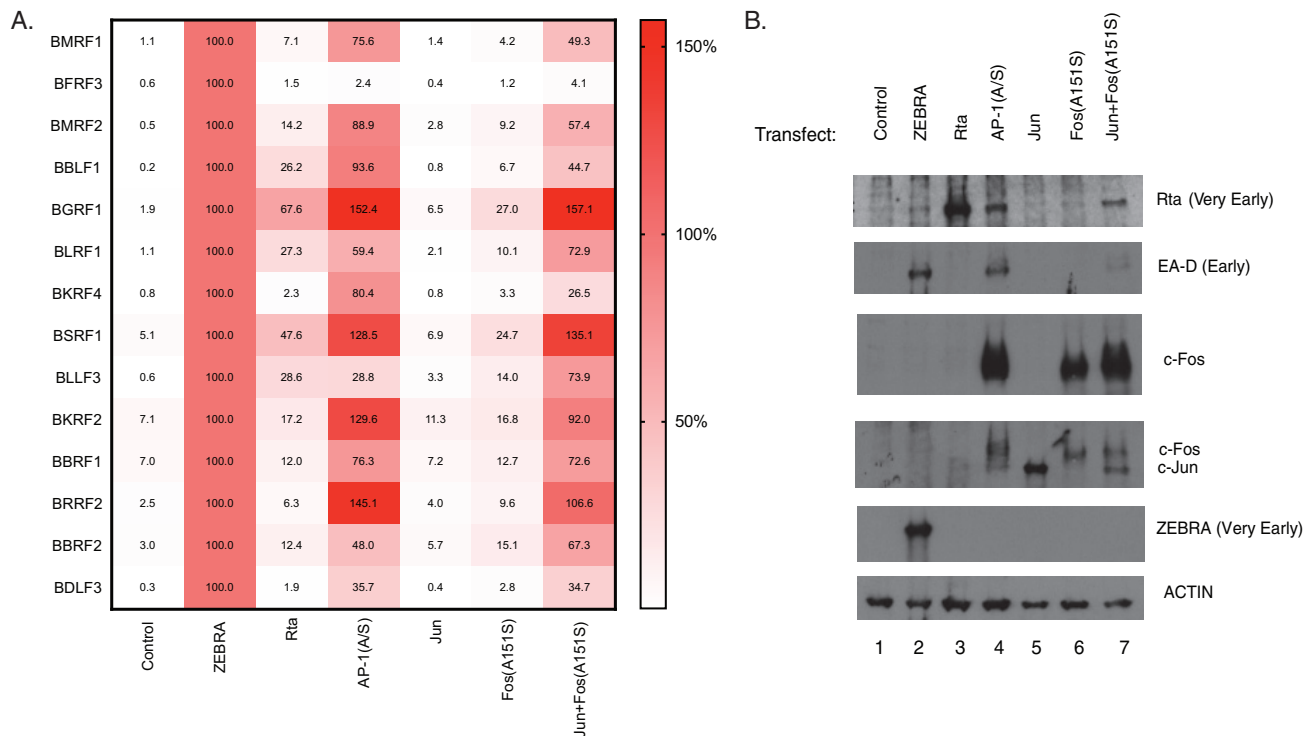 A.
BMRF1 1.1 100.0 7.1 75.6 1.4 4.2 49.3
BFRF3 0.6 100.0 1.5 2.4 0.4 1.2 4.1
BMRF2 0.5 100.0 14.2 88.9 2.8 9.2 57.4
BBLF1 0.2 100.0 26.2 93.6 0.8 6.7 44.7
BGRF1 1.9 100.0 67.6 152.4 6.5 27.0 157.1
BLRF1 1.1 100.0 27.3 59.4 2.1 10.1 72.9
BKRF4 0.8 100.0 2.3 80.4 0.8 3.3 26.5
BSRF1 5.1 100.0 47.6 128.5 6.9 24.7 135.1
BLLF3 0.6 100.0 28.6 28.8 3.3 14.0 73.9
BKRF2 7.1 100.0 17.2 129.6 11.3 16.8 92.0
BBRF1 7.0 100.0 12.0 76.3 7.2 12.7 72.6
BRRF2 2.5 100.0 6.3 145.1 4.0 9.6 106.6
BBRF2 3.0 100.0 12.4 48.0 5.7 15.1 67.3
BDLF3 0.3 100.0 1.9 35.7 0.4 2.8 34.7
Control ZEBRA Rta AP-1(A/S) Jun Fos(A151S) Jun+Fos(A151S)
150%
100%
50%
B.
Transfect: Control ZEBRA Rta AP-1(A/S) Jun Fos(A151S) Jun+Fos(A151S)
Rta (Very Early)
EA-D (Early)
c-Fos
c-Fos
c-Jun
ZEBRA (Very Early)
ACTIN
1 2 3 4 5 6 7